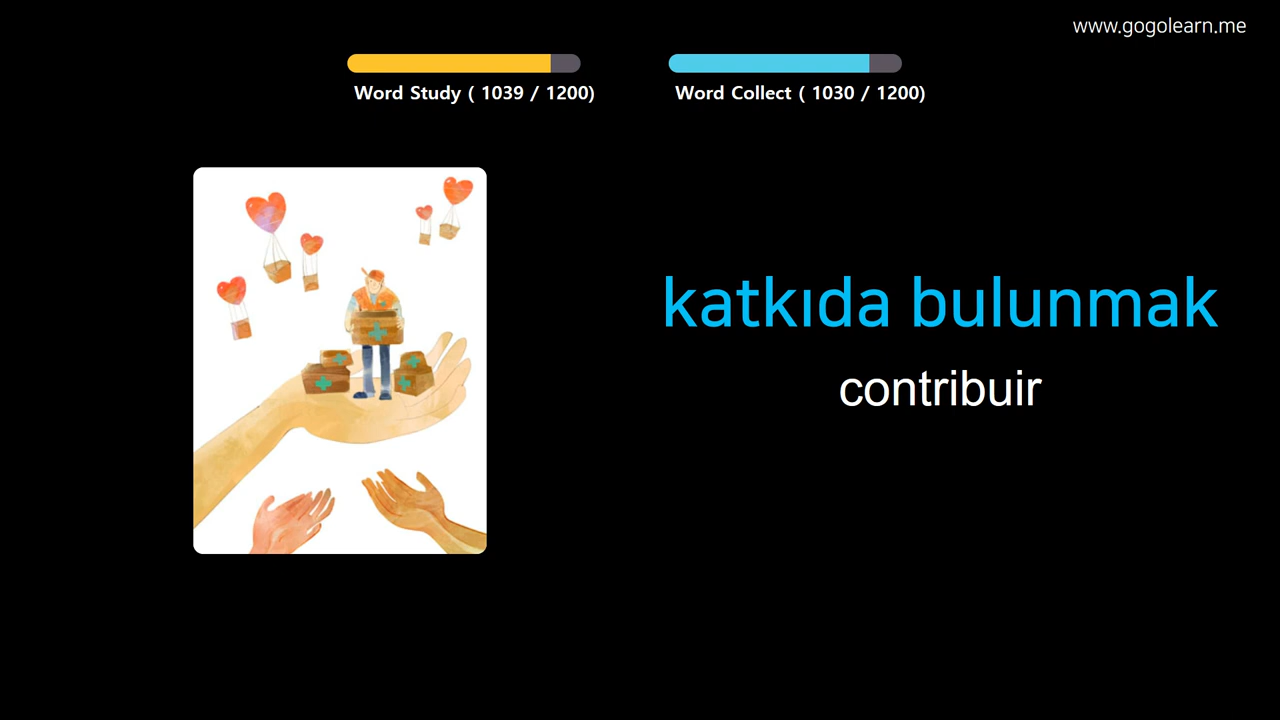 www.gogolearn.me
Word Study ( 1039 / 1200)
Word Collect ( 1030 / 1200)
katkıda bulunmak
contribuir